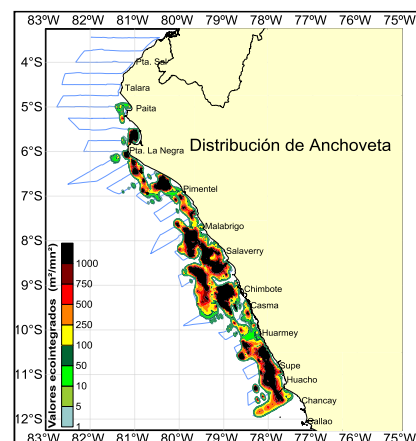 83°W 82°W 81°W 80°W 79°W 78°W 77°W 76°W 75°W
4°S
5°S
6°S
7°S
8°S
9°S
10°S
11°S
12°S
Pta. Sal
Talara
Paita
Distribución de Anchoveta
Pta. La Negra
Pimentel
Malabrigo
Salaverry
Chimbote
Casma
Huarmey
Supe
Huacho
Chancay
Callao
Valores ecointegrados (m²/mn²)
1000
750
500
250
100
50
10
5
1
83°W 82°W 81°W 80°W 79°W 78°W 77°W 76°W 75°W